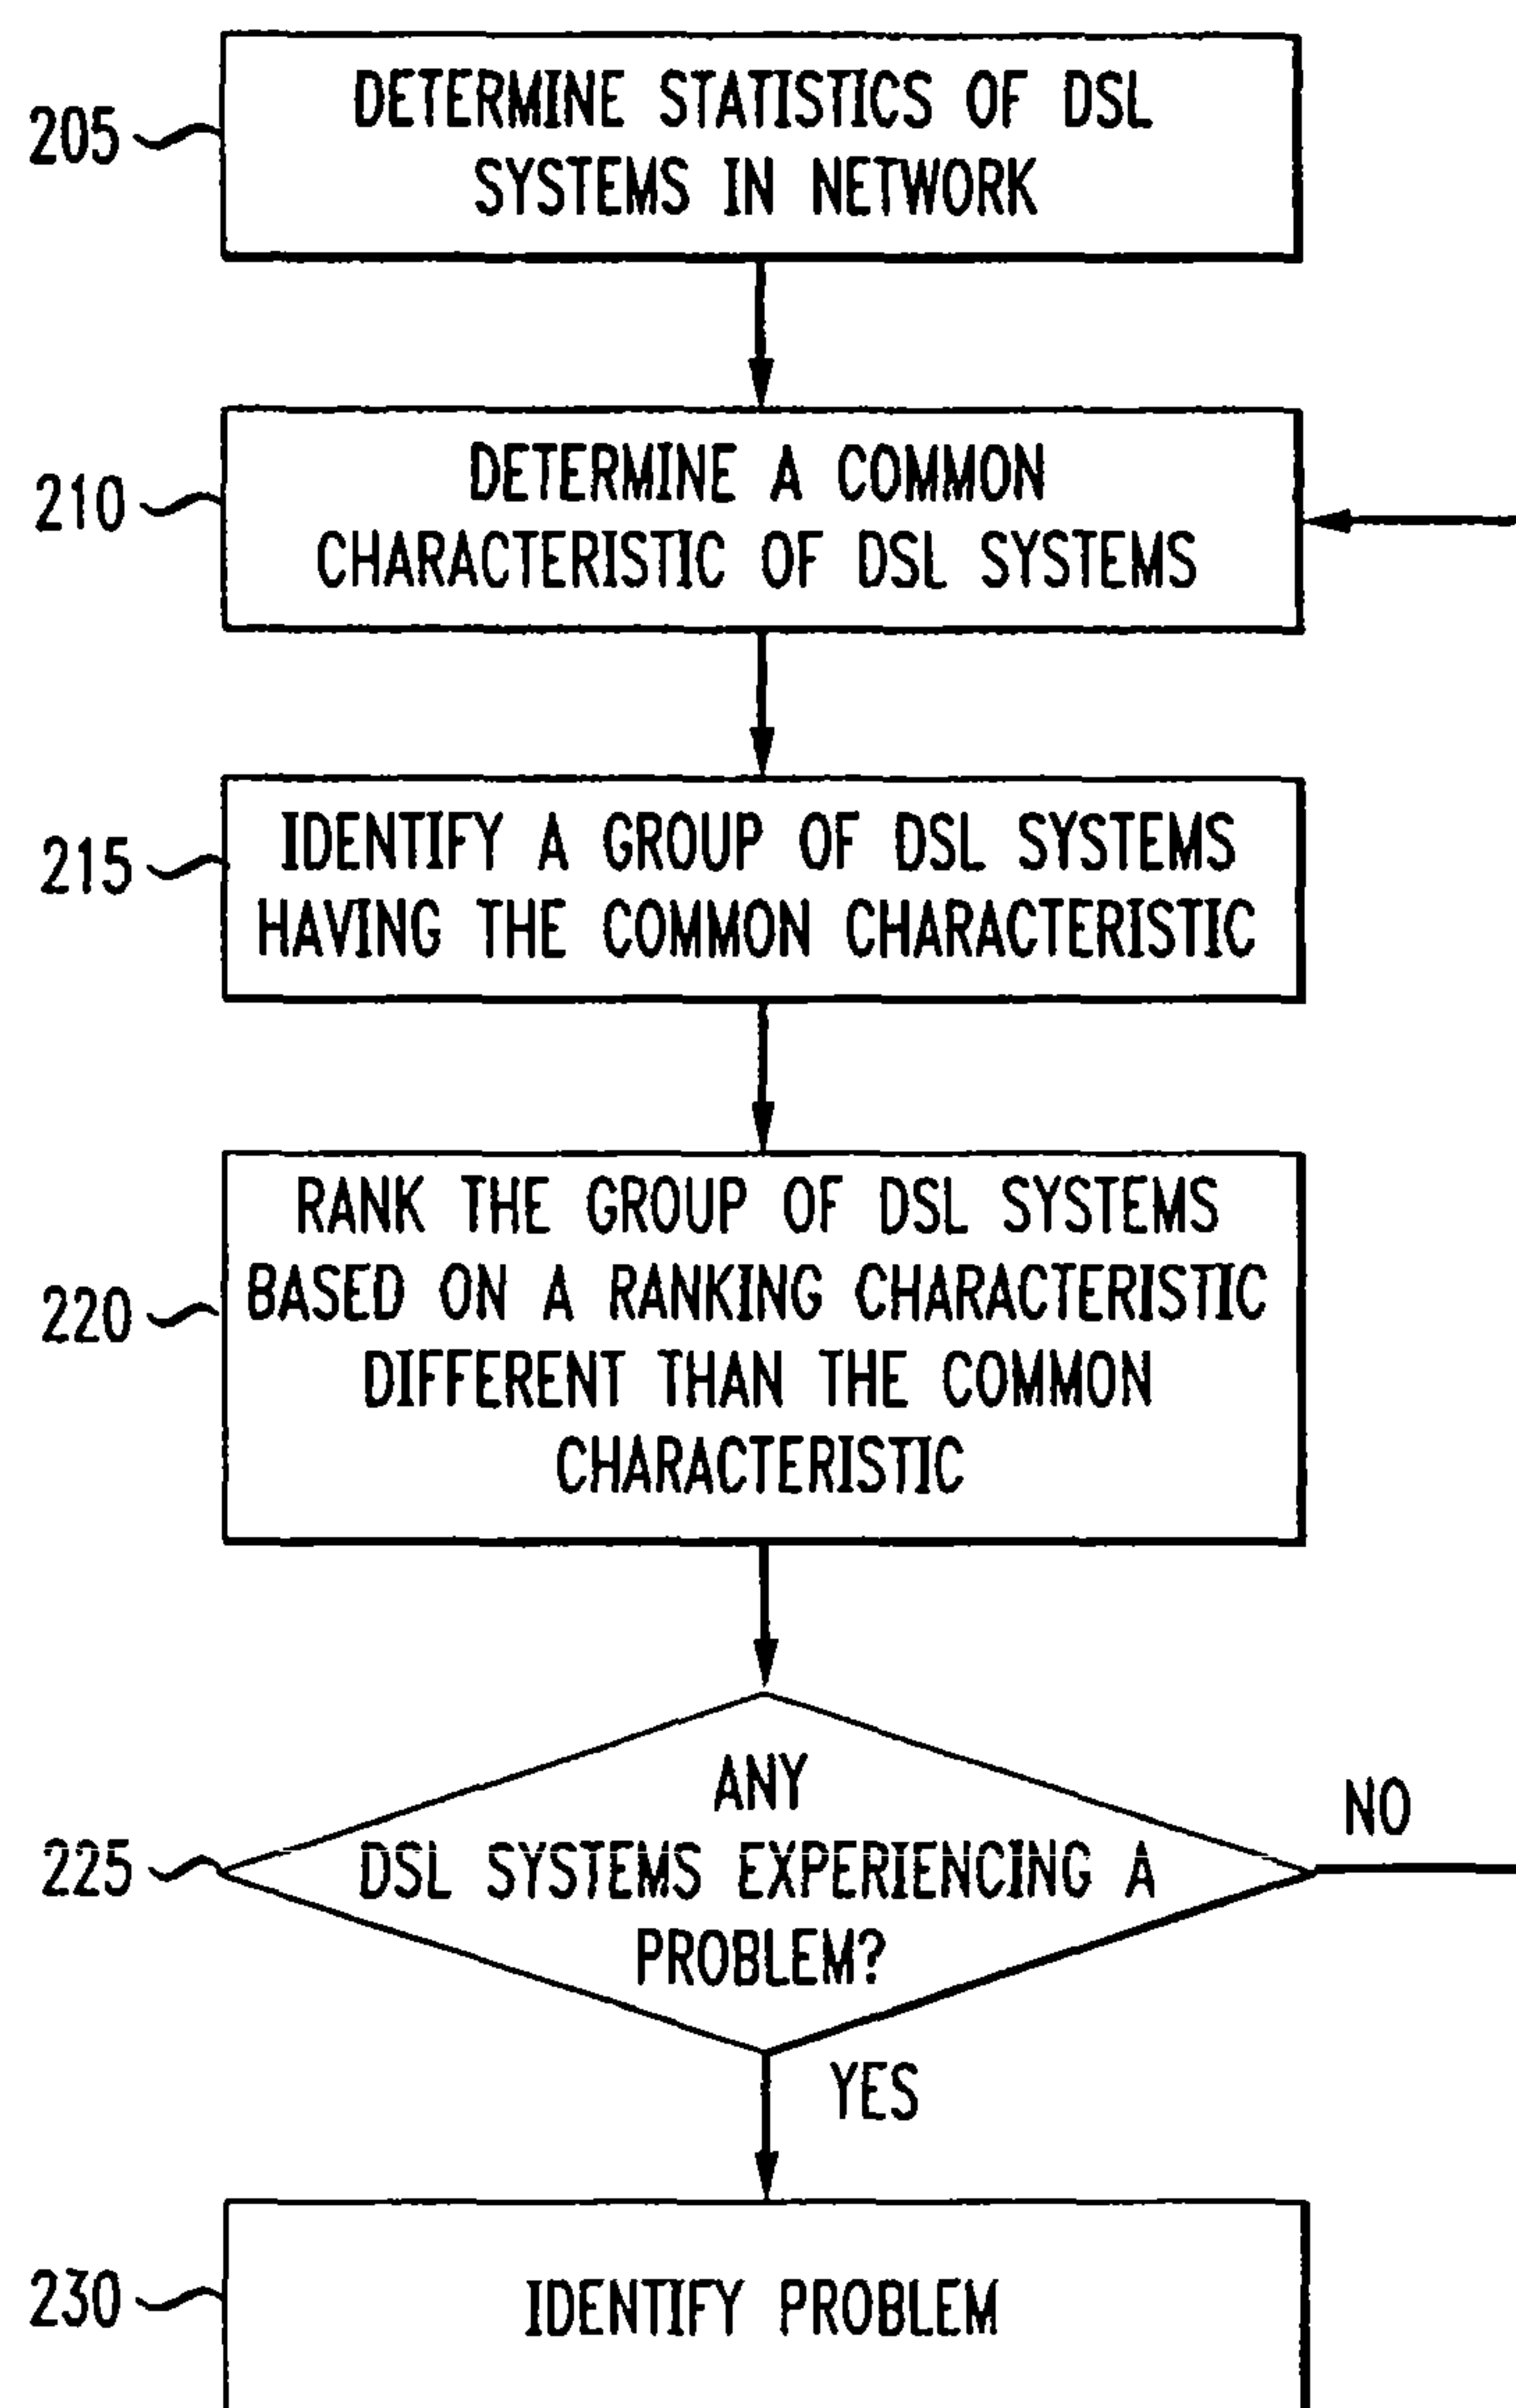 205
DETERMINE STATISTICS OF DSL
SYSTEMS IN NETWORK
210
DETERMINE A COMMON
CHARACTERISTIC OF DSL SYSTEMS
215
IDENTIFY A GROUP OF DSL SYSTEMS
HAVING THE COMMON CHARACTERISTIC
220
RANK THE GROUP OF DSL SYSTEMS
BASED ON A RANKING CHARACTERISTIC
DIFFERENT THAN THE COMMON
CHARACTERISTIC
225
ANY
DSL SYSTEMS EXPERIENCING A
PROBLEM?
NO
YES
230
IDENTIFY PROBLEM